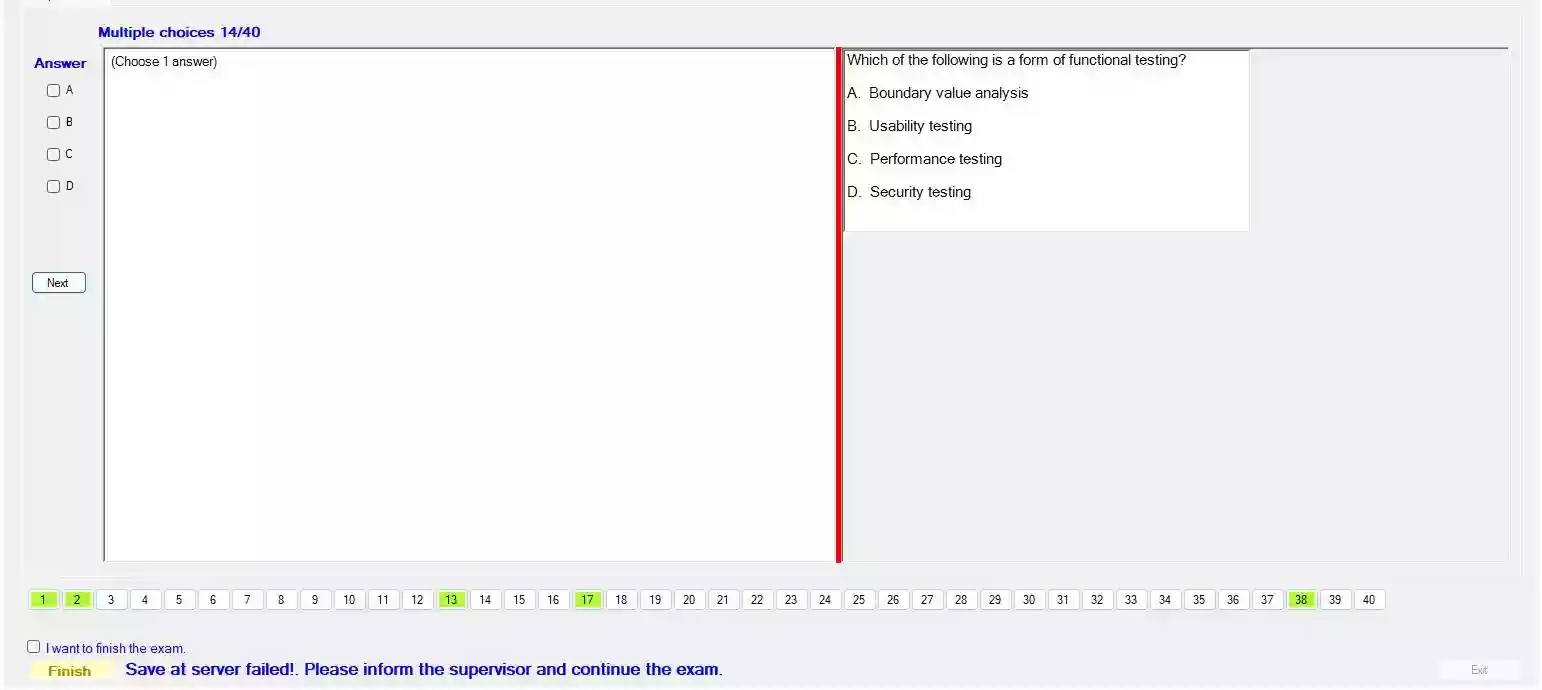 Multiple choices 14/40
Answer
(Choose 1 answer)
A
B
C
D
Next
Which of the following is a form of functional testing?
A. Boundary value analysis
B. Usability testing
C. Performance testing
D. Security testing
1 2 3 4 5 6 7 8 9 10 11 12 13 14 15 16 17 18 19 20 21 22 23 24 25 26 27 28 29 30 31 32 33 34 35 36 37 38 39 40
I want to finish the exam.
Finish Save at server failed!. Please inform the supervisor and continue the exam.
Exit